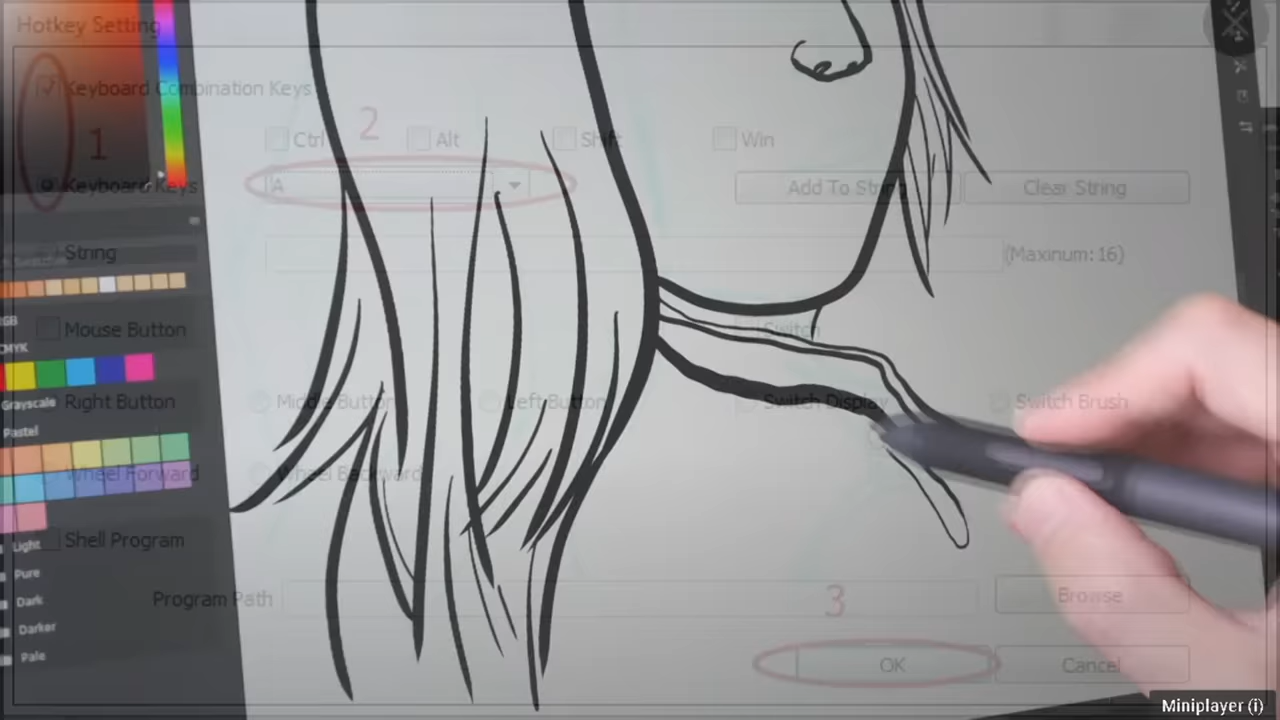 Hotkey Setting
Keyboard Combination Keys
1
2
Ctrl
Alt
Shift
Win
Keyboard Keys
A
Add To String
Clear String
String
(Maxinum: 16)
Mouse Button
Switch
CMYK
Grayscale
Right Button
Middle Button
Left Button
Switch Display
Switch Brush
Pastel
Wheel Forward
Wheel Backward
Light
Shell Program
Pure
Dark
Program Path
3
Browse
Darker
Pale
OK
Cancel
Miniplayer (i)